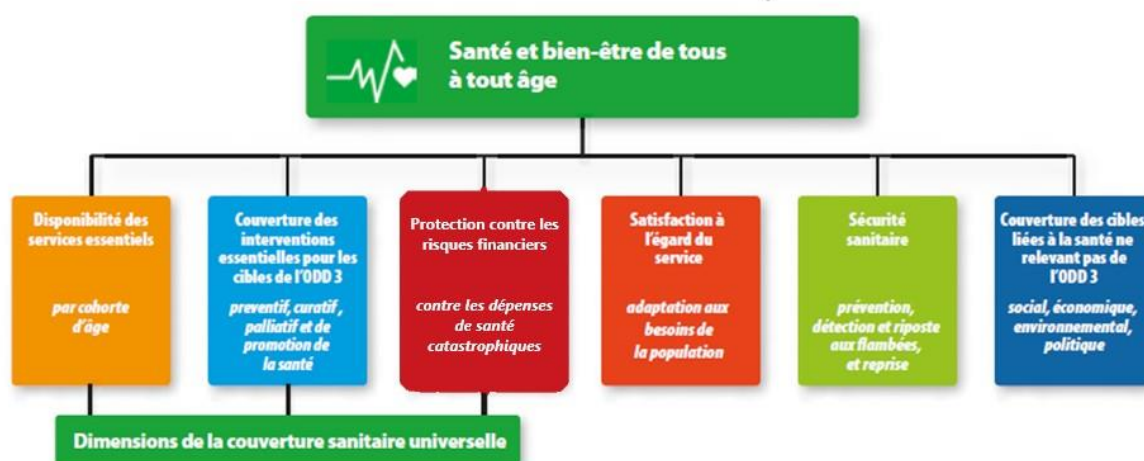 Santé et bien-être de tous
à tout âge
Disponibilité des
services essentiels
par cohorte
d'âge
Couverture des
interventions
essentielles pour les
cibles de l'ODD 3
preventif, curatif,
palliatif et de
promotion de
la santé
Protection contre les
risques financiers
contre les dépenses
de santé
catastrophiques
Satisfaction à
l'égard du
service
adaptation aux
besoins de
la population
Sécurité
sanitaire
prévention,
détection et riposte
aux flambées,
et reprise
Couverture des cibles
liées à la santé ne
relevant pas de
l'ODD 3
social, économique,
environnemental,
politique
Dimensions de la couverture sanitaire universelle